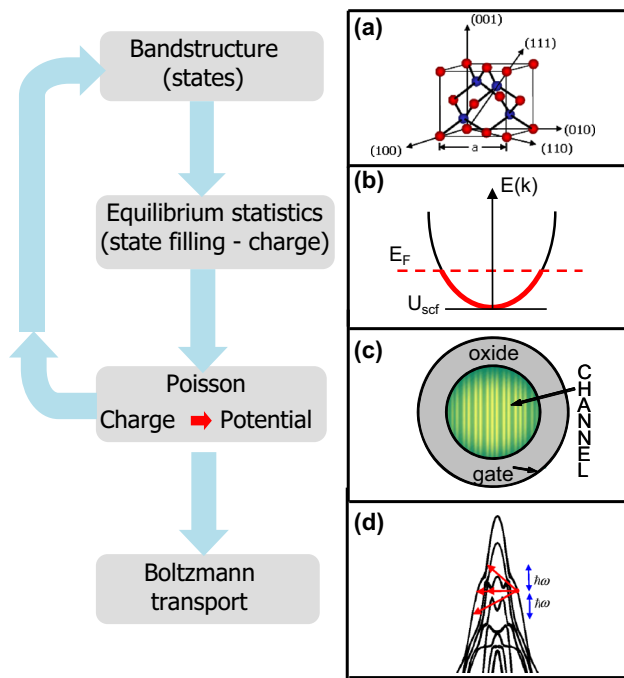 Bandstructure
(states)
Equilibrium statistics
(state filling - charge)
Poisson
Charge Potential
Boltzmann
transport
(a)
(001)
(111)
(010)
(100)
a
(110)
(b)
E(k)
E_F
U_scf
(c)
oxide
CHANNEL
gate
(d)
ħω
ħω